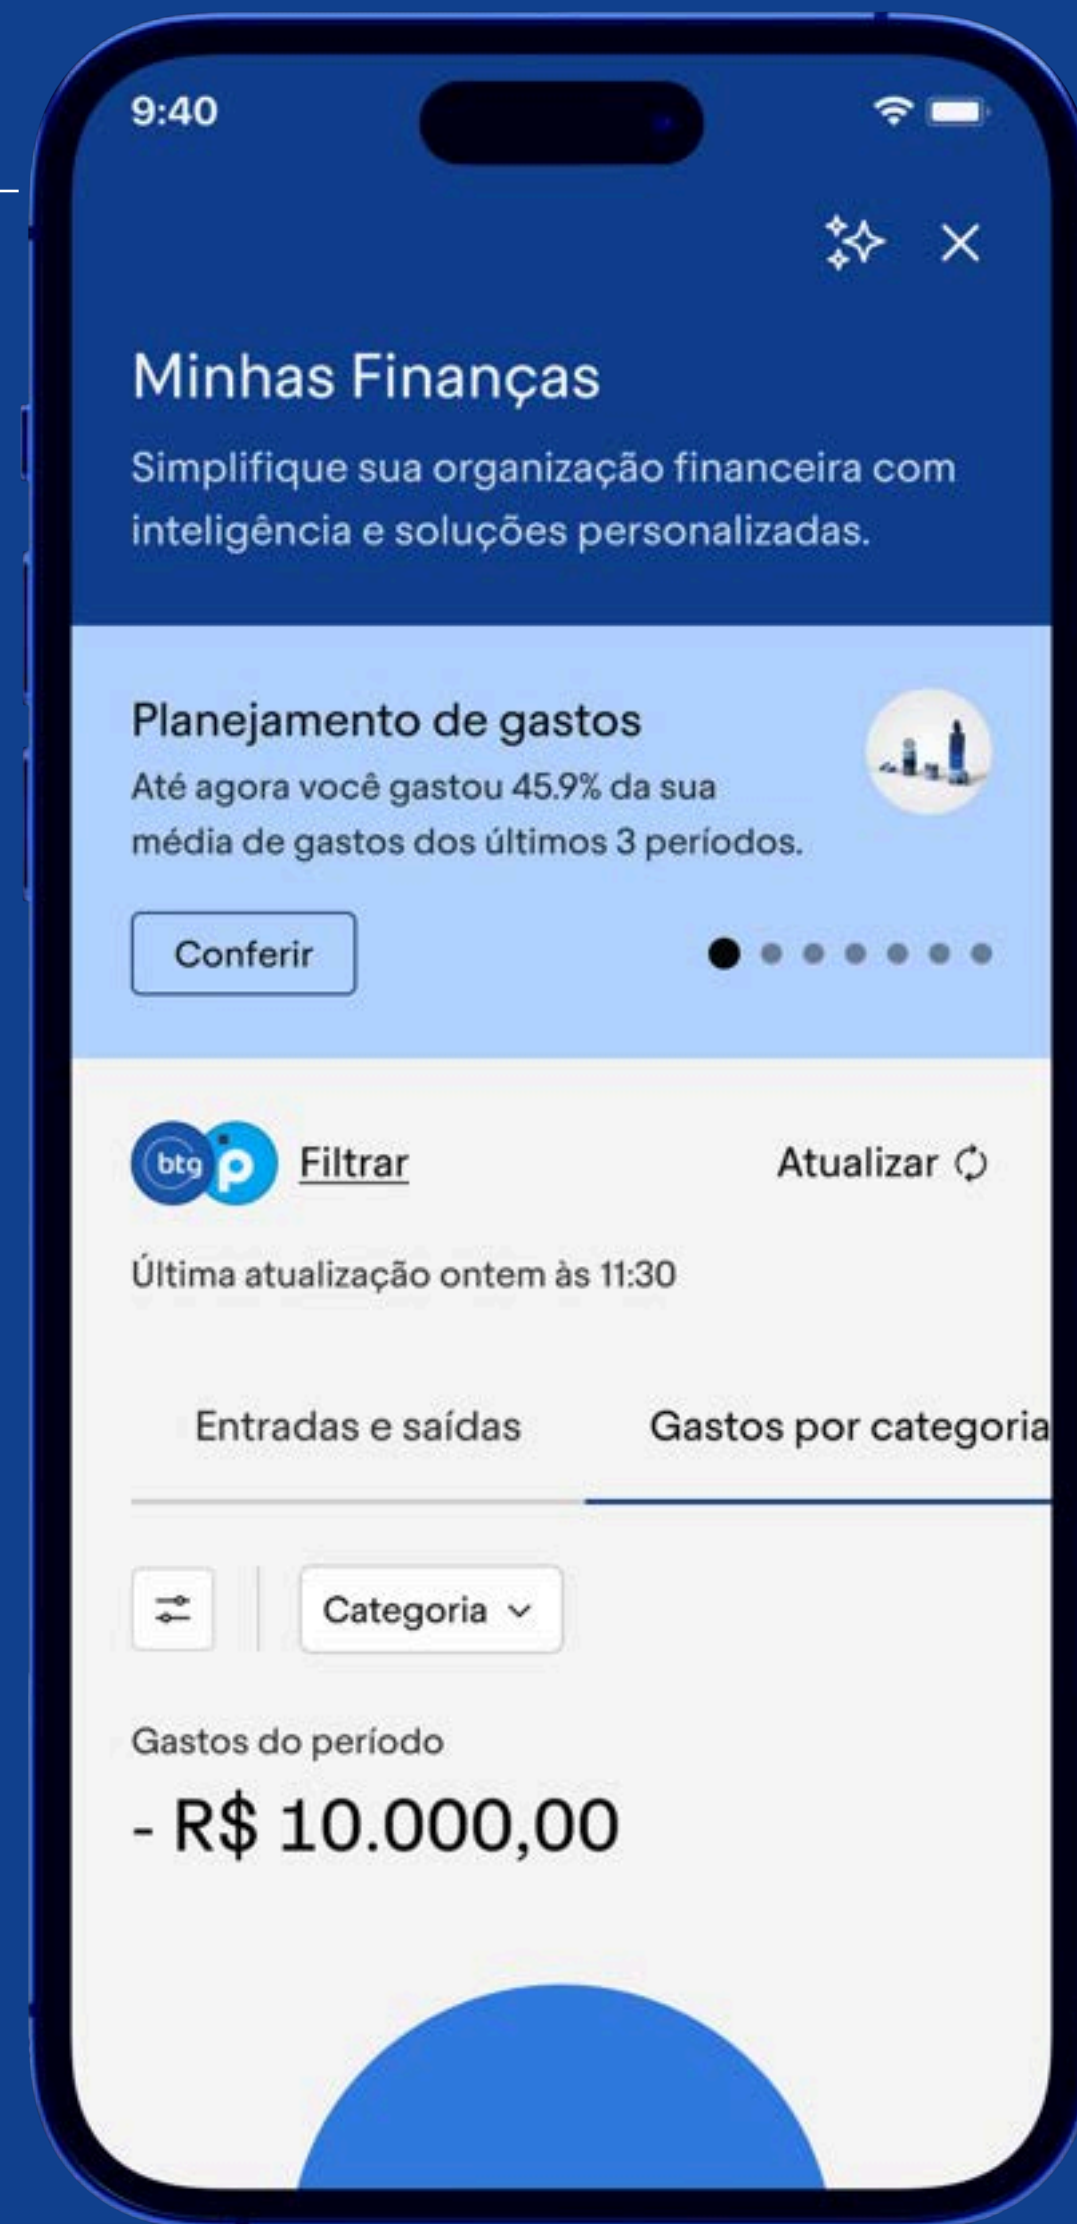 9:40
Minhas Finanças
Simplifique sua organização financeira com
inteligência e soluções personalizadas.
Planejamento de gastos
Até agora você gastou 45.9% da sua
média de gastos dos últimos 3 períodos.
Conferir
btg p Filtrar Atualizar
Última atualização ontem às 11:30
Entradas e saídas Gastos por categoria
Categoria
Gastos do período
- R$ 10.000,00